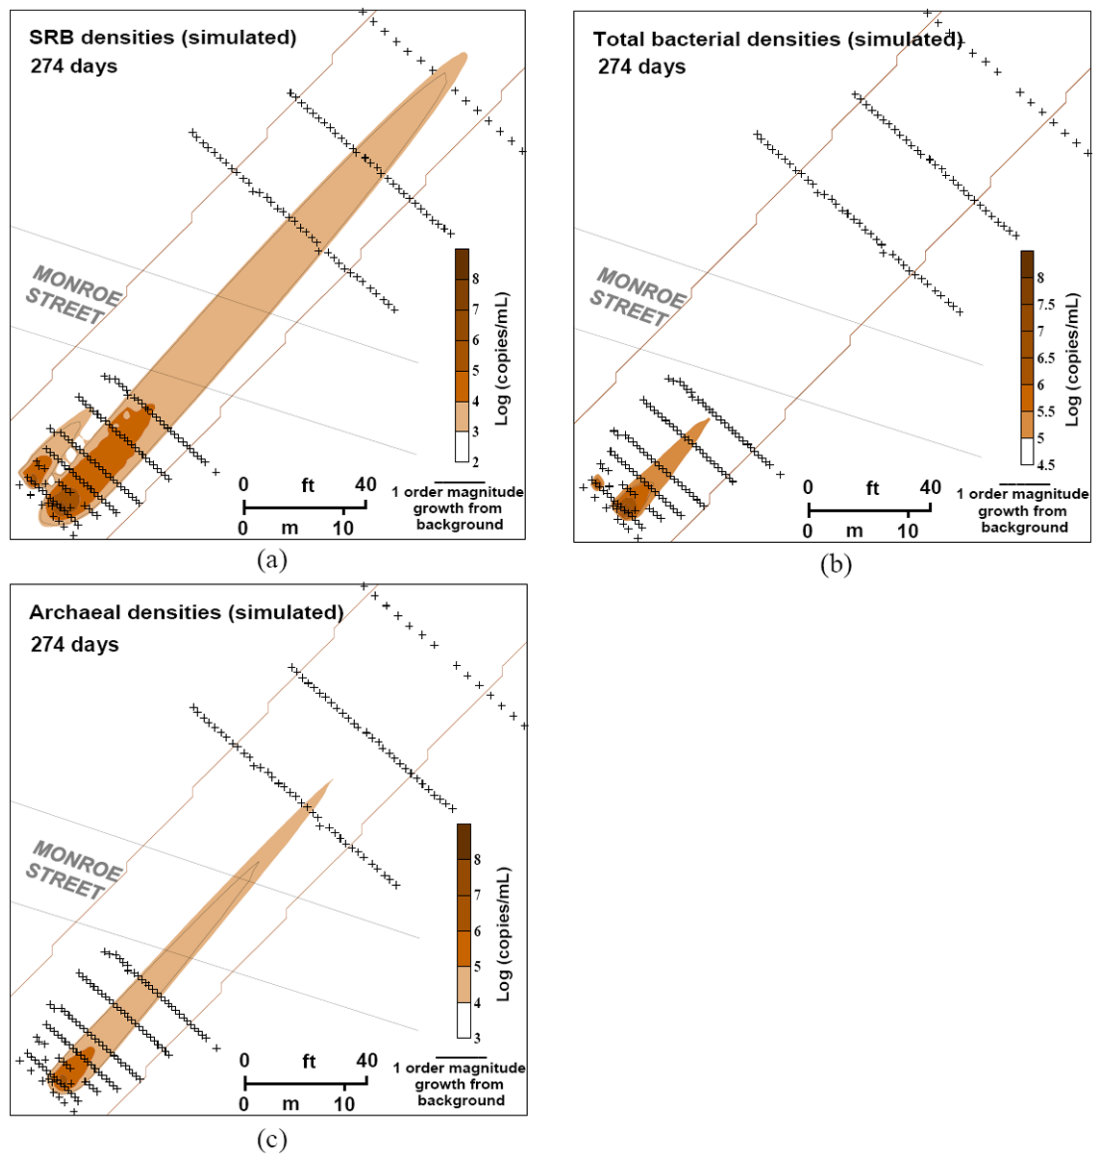 SRB densities (simulated)
274 days
MONROE
STREET
8
7
6
5
4
3
2
Log (copies/mL)
0 ft 40
0 m 10
1 order magnitude
growth from
background
(a)
Total bacterial densities (simulated)
274 days
MONROE
STREET
8
7.5
7
6.5
6
5.5
5
4.5
Log (copies/mL)
0 ft 40
0 m 10
1 order magnitude
growth from
background
(b)
Archaeal densities (simulated)
274 days
MONROE
STREET
8
7
6
5
4
3
Log (copies/mL)
0 ft 40
0 m 10
1 order magnitude
growth from
background
(c)